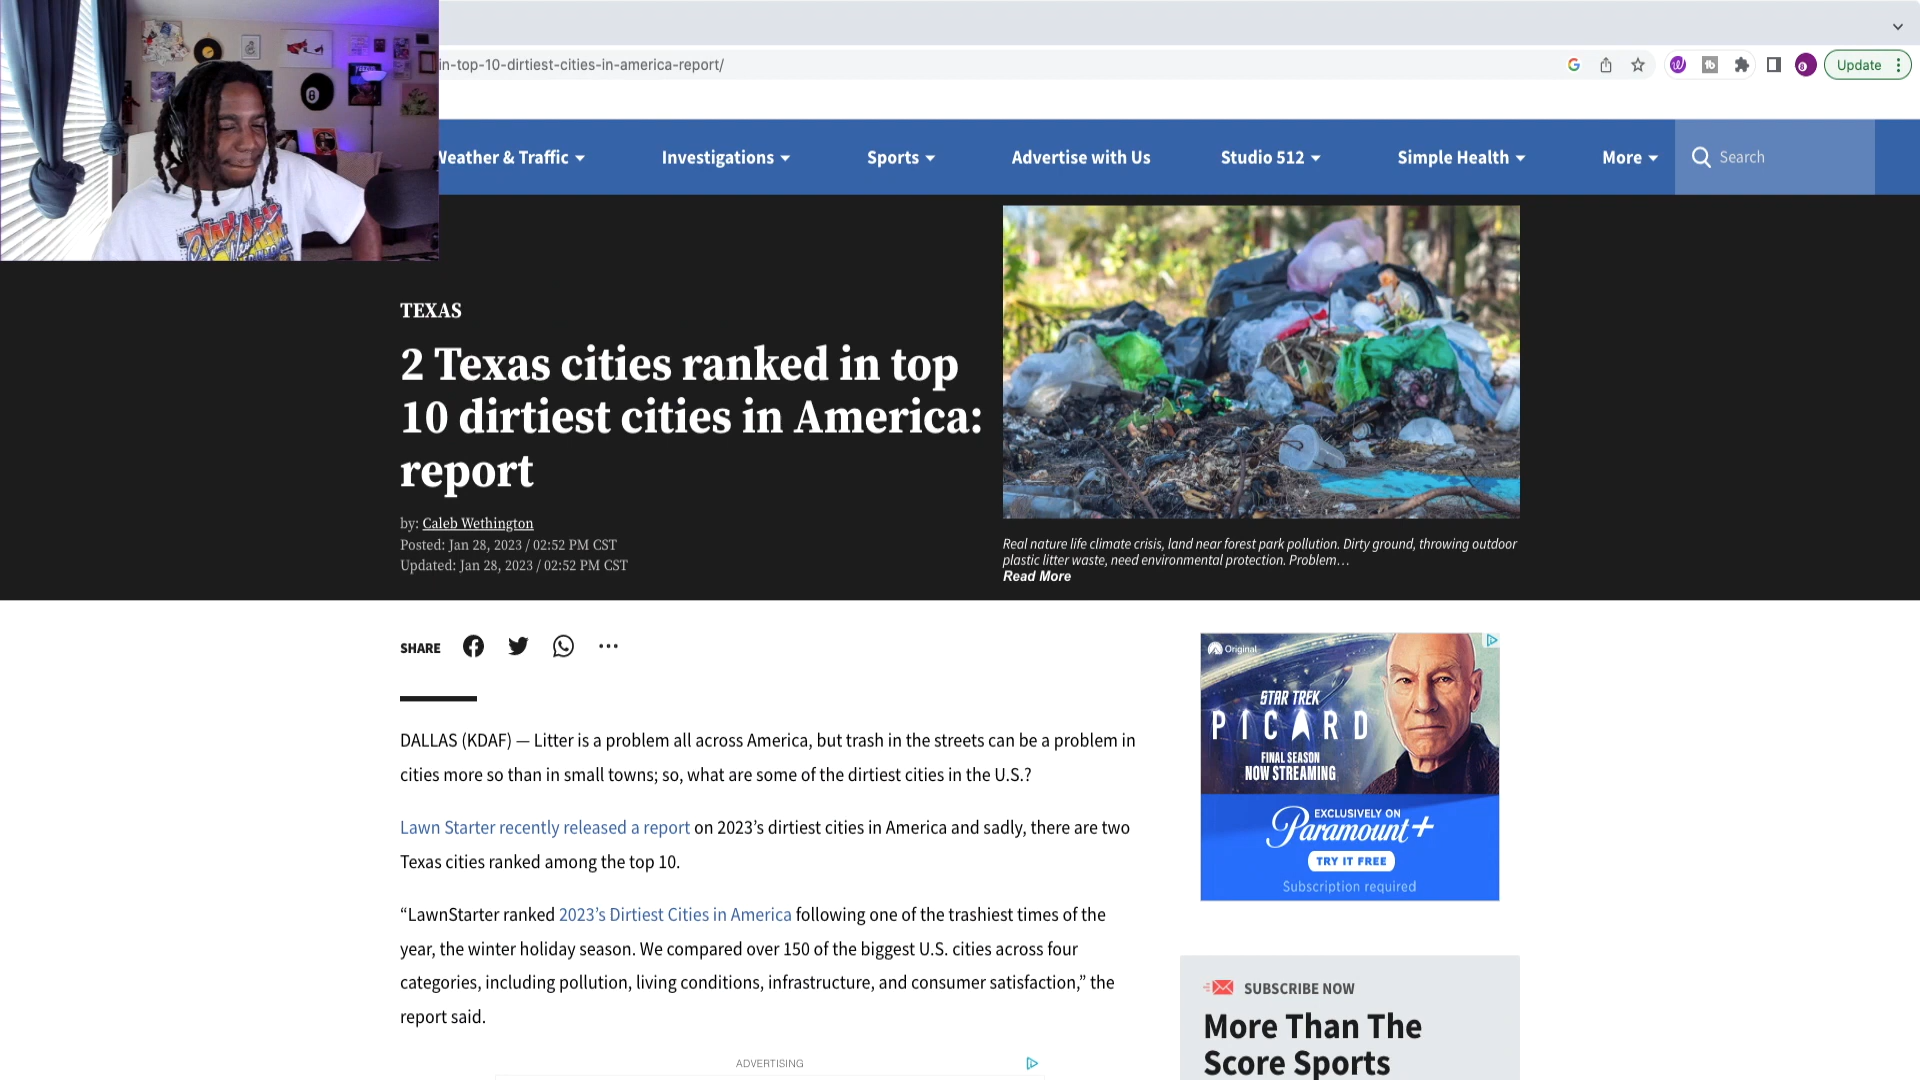 in-top-10-dirtiest-cities-in-america-report/
Update
Weather & Traffic
Investigations
Sports
Advertise with Us
Studio 512
Simple Health
More
Search
TEXAS
2 Texas cities ranked in top
10 dirtiest cities in America:
report
by: Caleb Wethington
Posted: Jan 28, 2023 / 02:52 PM CST
Updated: Jan 28, 2023 / 02:52 PM CST
Real nature life climate crisis, land near forest park pollution. Dirty ground, throwing outdoor
plastic litter waste, need environmental protection. Problem…
Read More
SHARE
DALLAS (KDAF) — Litter is a problem all across America, but trash in the streets can be a problem in
cities more so than in small towns; so, what are some of the dirtiest cities in the U.S.?
Lawn Starter recently released a report on 2023’s dirtiest cities in America and sadly, there are two
Texas cities ranked among the top 10.
“LawnStarter ranked 2023’s Dirtiest Cities in America following one of the trashiest times of the
year, the winter holiday season. We compared over 150 of the biggest U.S. cities across four
categories, including pollution, living conditions, infrastructure, and consumer satisfaction,” the
report said.
ADVERTISING
Original
STAR TREK
PICARD
FINAL SEASON
NOW STREAMING
EXCLUSIVELY ON
Paramount+
TRY IT FREE
Subscription required
SUBSCRIBE NOW
More Than The
Score Sports